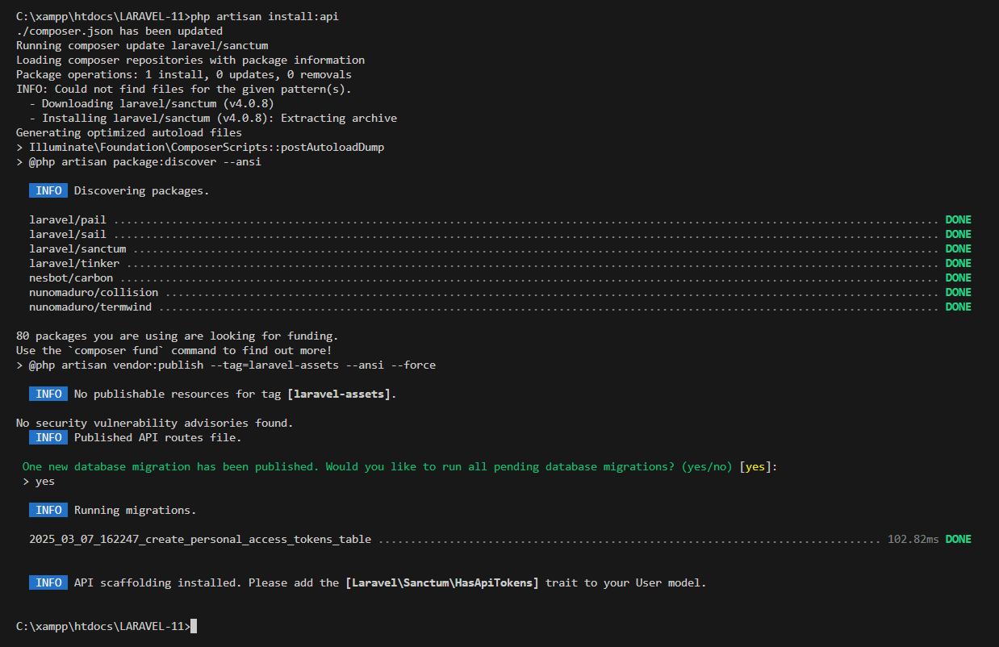 C:\xampp\htdocs\LARAVEL-11>php artisan install:api
./composer.json has been updated
Running composer update laravel/sanctum
Loading composer repositories with package information
Package operations: 1 install, 0 updates, 0 removals
INFO: Could not find files for the given pattern(s).
  - Downloading laravel/sanctum (v4.0.8)
  - Installing laravel/sanctum (v4.0.8): Extracting archive
Generating optimized autoload files
> Illuminate\Foundation\ComposerScripts::postAutoloadDump
> @php artisan package:discover --ansi
INFO Discovering packages.
laravel/pail ................................................................................................................................ DONE
laravel/sail ................................................................................................................................ DONE
laravel/sanctum ............................................................................................................................. DONE
laravel/tinker .............................................................................................................................. DONE
nesbot/carbon ............................................................................................................................... DONE
nunomaduro/collision ........................................................................................................................ DONE
nunomaduro/termwind ......................................................................................................................... DONE
80 packages you are using are looking for funding.
Use the `composer fund` command to find out more!
> @php artisan vendor:publish --tag=laravel-assets --ansi --force
INFO No publishable resources for tag [laravel-assets].
No security vulnerability advisories found.
INFO Published API routes file.
One new database migration has been published. Would you like to run all pending database migrations? (yes/no) [yes]:
> yes
INFO Running migrations.
2025_03_07_162247_create_personal_access_tokens_table .............................................................................. 102.82ms DONE
INFO API scaffolding installed. Please add the [Laravel\Sanctum\HasApiTokens] trait to your User model.
C:\xampp\htdocs\LARAVEL-11>